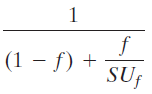 1
(1 − f) + f
SU_f